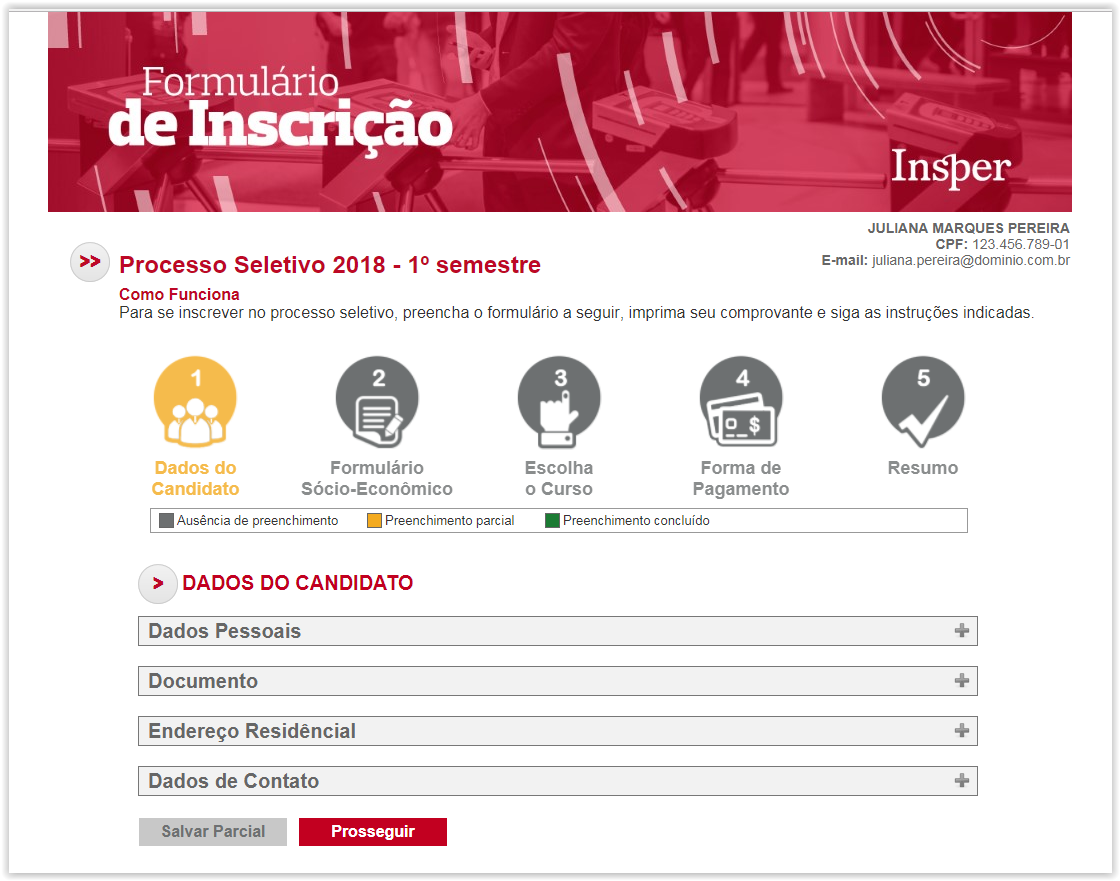 Formulário
de Inscrição
Insper
JULIANA MARQUES PEREIRA
CPF: 123.456.789-01
E-mail: juliana.pereira@dominio.com.br
>> Processo Seletivo 2018 - 1º semestre
Como Funciona
Para se inscrever no processo seletivo, preencha o formulário a seguir, imprima seu comprovante e siga as instruções indicadas.
1 2 3 4 5
$
Dados do Formulário Escolha Forma de Resumo
Candidato Sócio-Econômico o Curso Pagamento
Ausência de preenchimento Preenchimento parcial Preenchimento concluído
> DADOS DO CANDIDATO
Dados Pessoais
Documento
Endereço Residêncial
Dados de Contato
Salvar Parcial Prosseguir